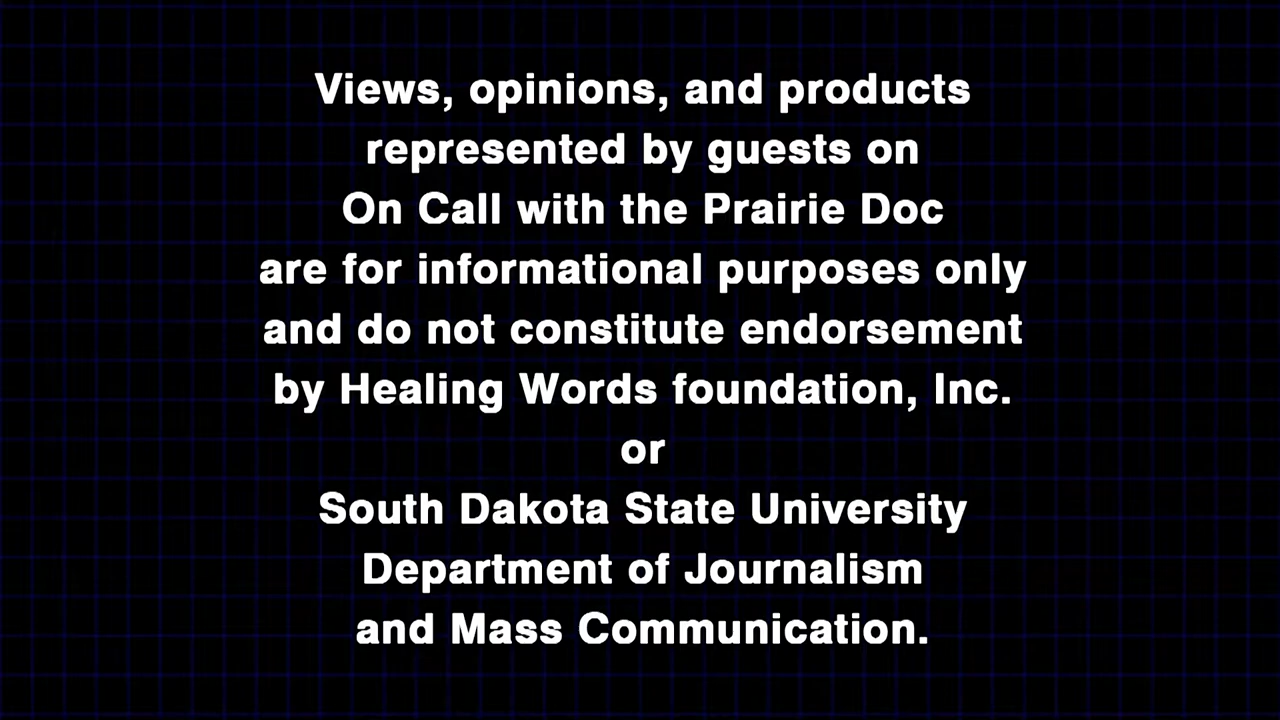 Views, opinions, and products
represented by guests on
On Call with the Prairie Doc
are for informational purposes only
and do not constitute endorsement
by Healing Words foundation, Inc.
or
South Dakota State University
Department of Journalism
and Mass Communication.